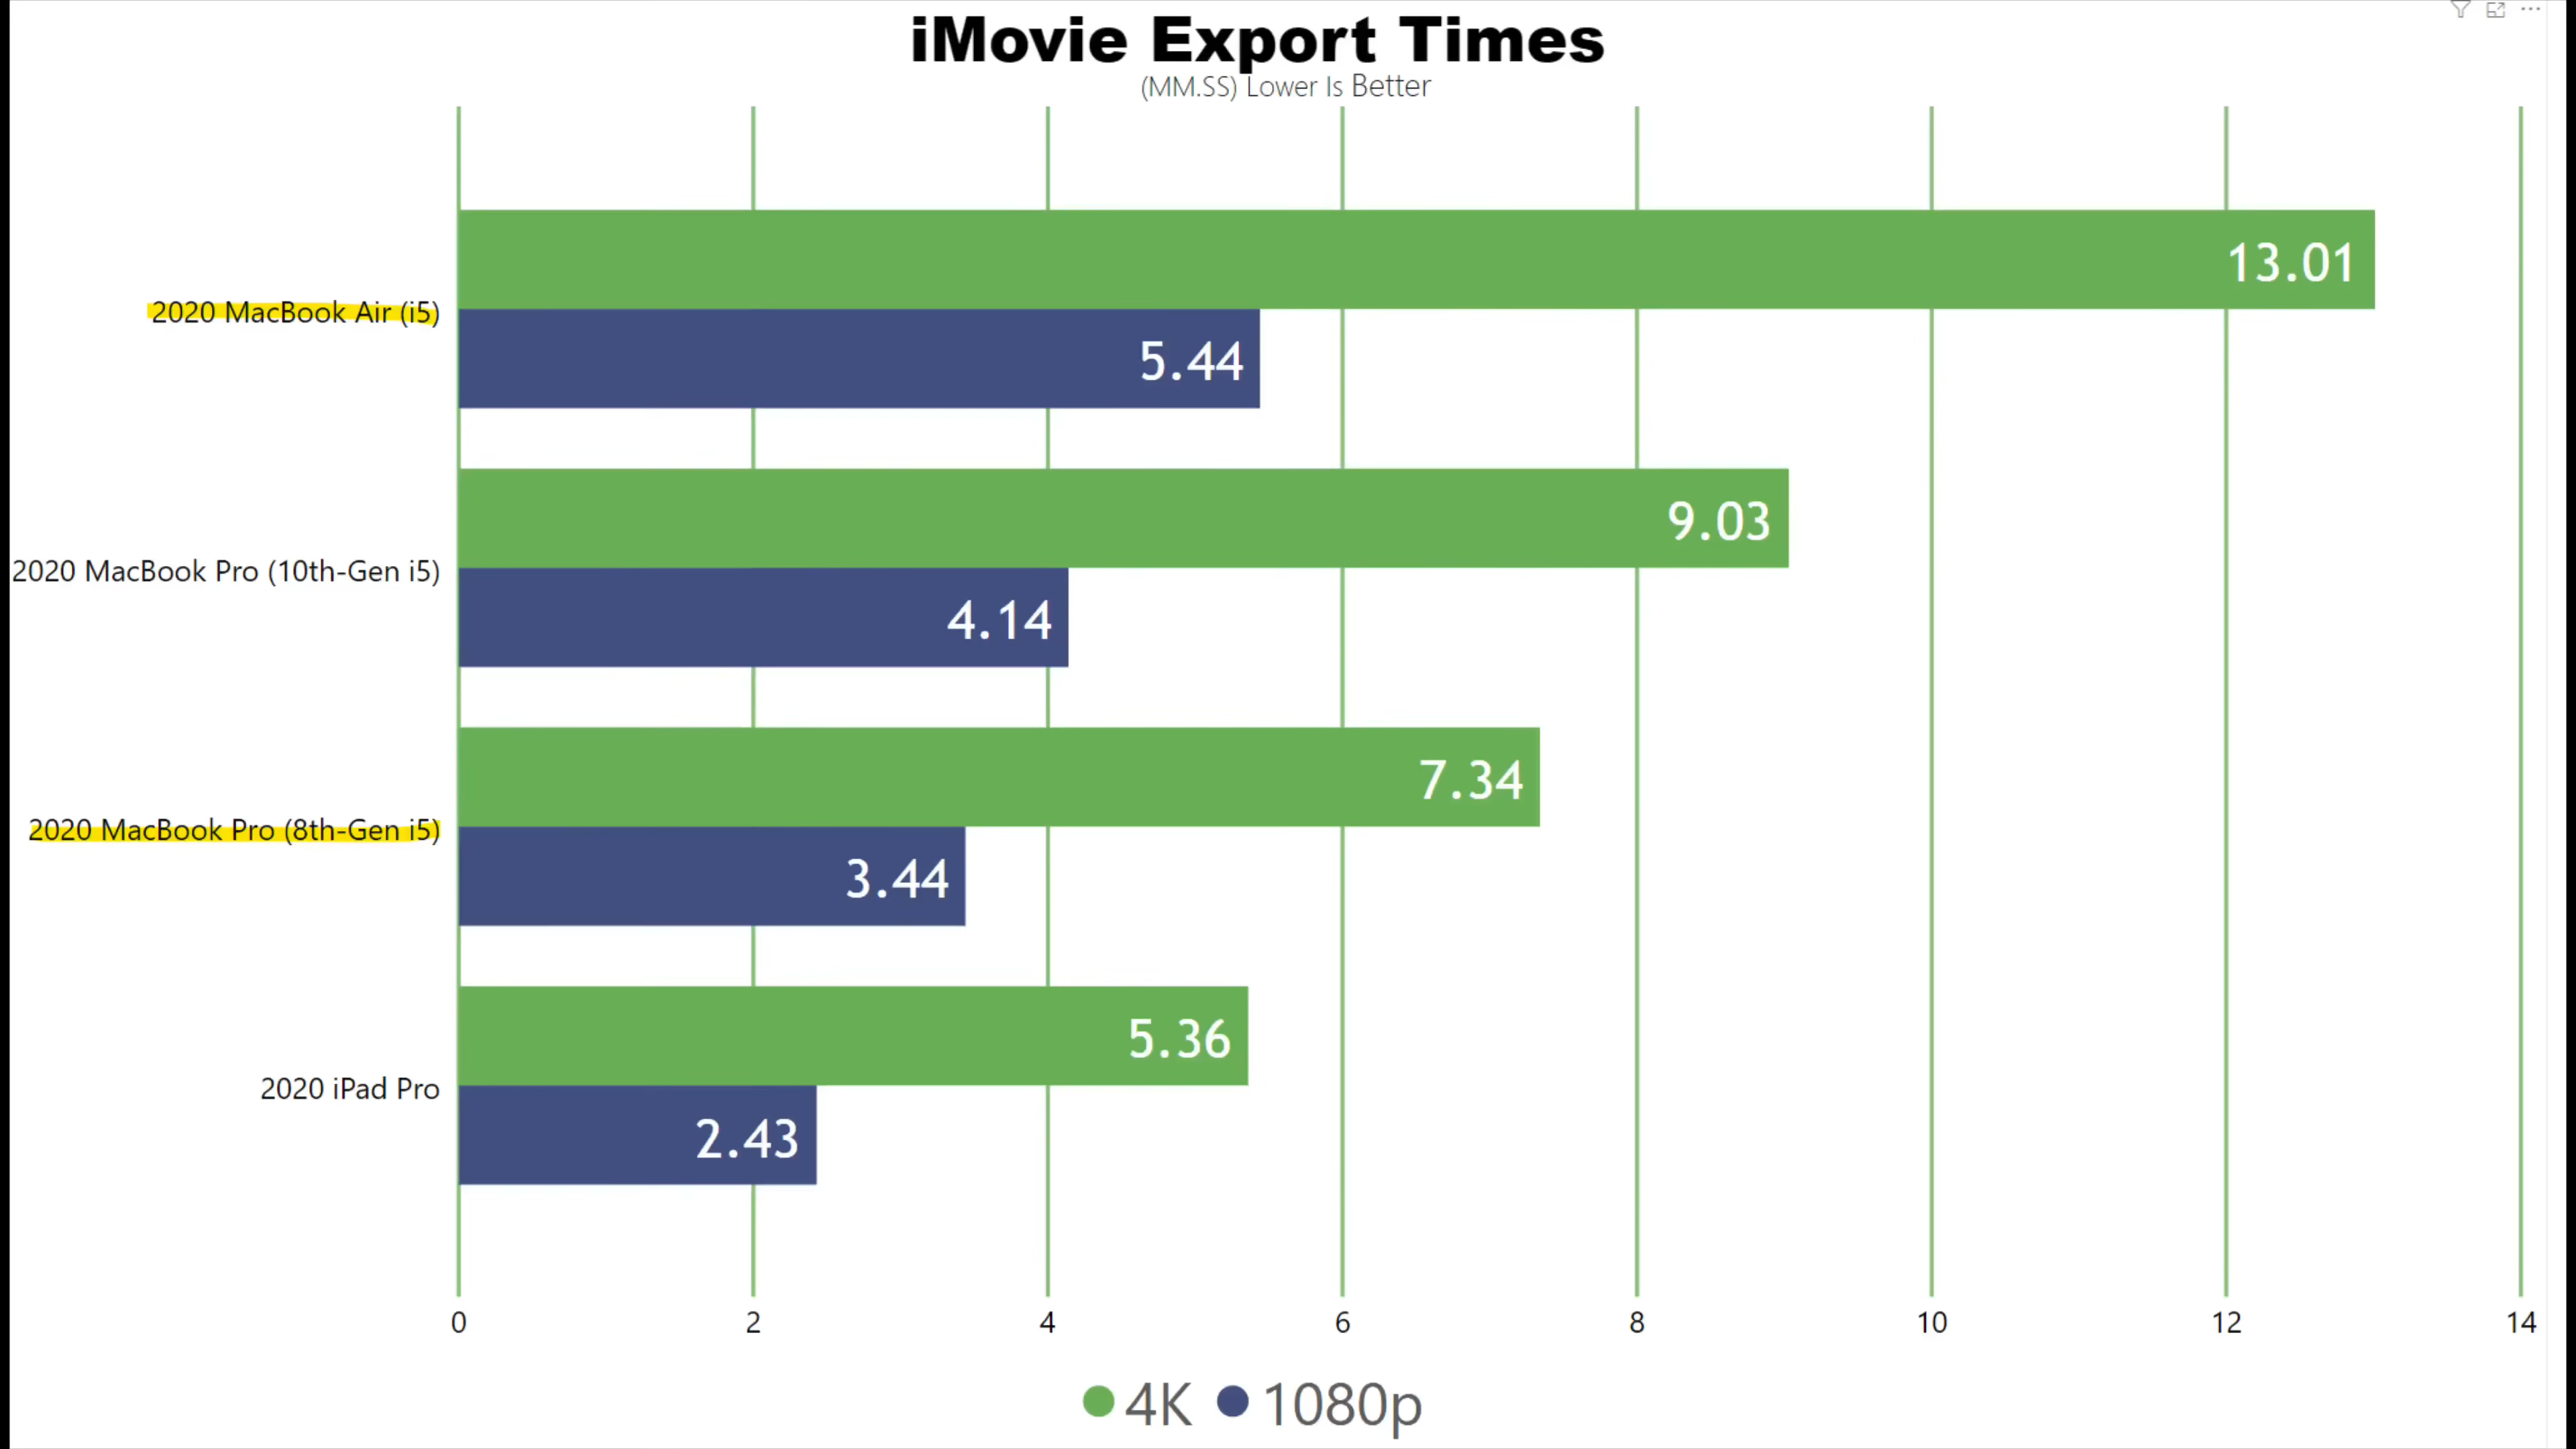 iMovie Export Times
(MM.SS) Lower Is Better
2020 MacBook Air (i5)
13.01
5.44
2020 MacBook Pro (10th-Gen i5)
9.03
4.14
2020 MacBook Pro (8th-Gen i5)
7.34
3.44
2020 iPad Pro
5.36
2.43
0 2 4 6 8 10 12 14
4K 1080p